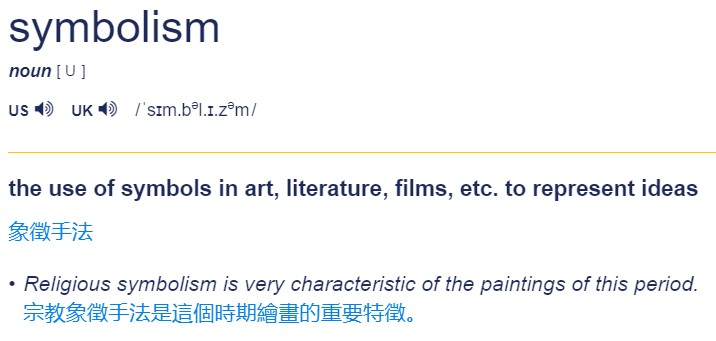 symbolism
noun [ U ]
US UK /ˈsɪm.bᵊl.ɪ.zᵊm/
the use of symbols in art, literature, films, etc. to represent ideas
象徵手法
• Religious symbolism is very characteristic of the paintings of this period.
宗教象徵手法是這個時期繪畫的重要特徵。